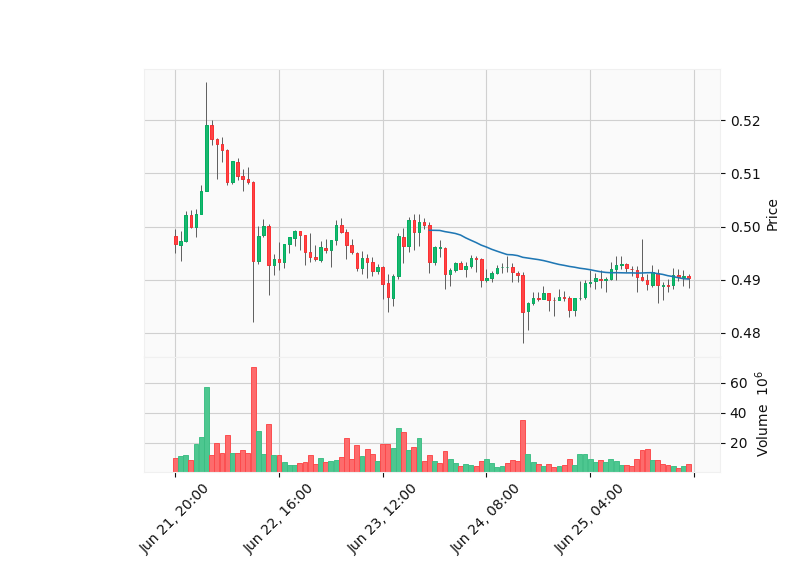 0.52
0.51
0.50
0.49
0.48
Price
60
40
20
Volume 10^6
Jun 21, 20:00
Jun 22, 16:00
Jun 23, 12:00
Jun 24, 08:00
Jun 25, 04:00